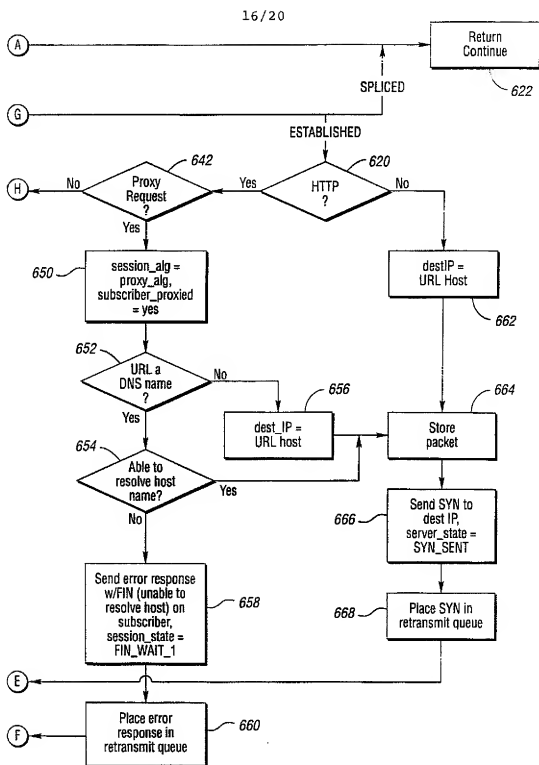 16/20
A
Return
Continue
622
SPLICED
G
ESTABLISHED
642
620
H
No
Proxy
Request
?
Yes
HTTP
?
No
Yes
650
session_alg =
proxy_alg,
subscriber_proxied
= yes
destIP =
URL Host
662
652
URL a
DNS name
?
No
656
664
Yes
dest_IP =
URL host
Store
packet
654
Able to
resolve host
name?
Yes
No
666
Send SYN to
dest IP,
server_state =
SYN_SENT
Send error response
w/FIN (unable to
resolve host) on
subscriber,
session_state =
FIN_WAIT_1
658
668
Place SYN in
retransmit queue
E
Place error
response in
retransmit queue
660
F